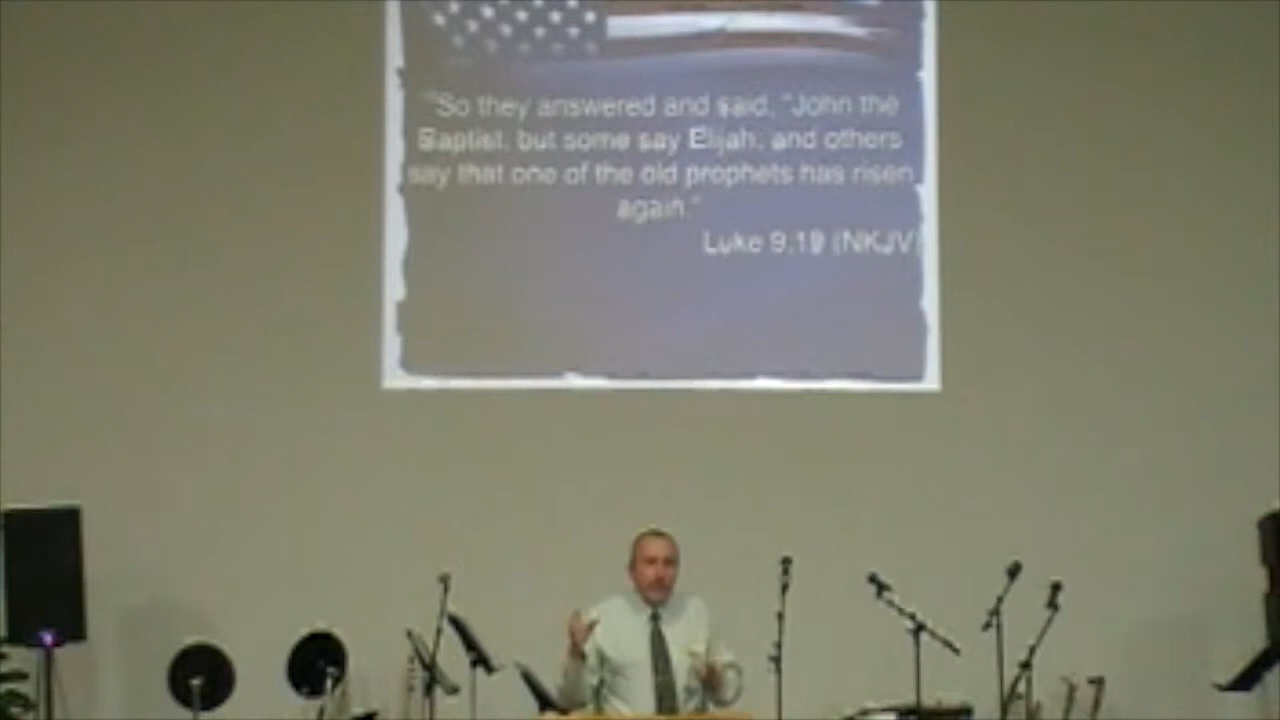 "So they answered and said, "John the
Baptist, but some say Elijah, and others
say that one of the old prophets has risen
again."
Luke 9:19 (NKJV)